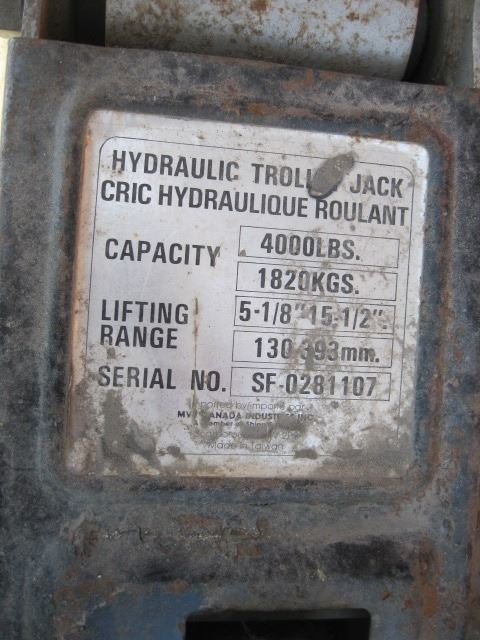 HYDRAULIC JACK
CRIC HYDRAULIQUE ROULANT
CAPACITY 4000LBS.
1820KGS.
LIFTING RANGE 5-1/8" 15-1/2"
130 393mm.
SERIAL NO. SF-0281107
CANADA
Made in Taiwan